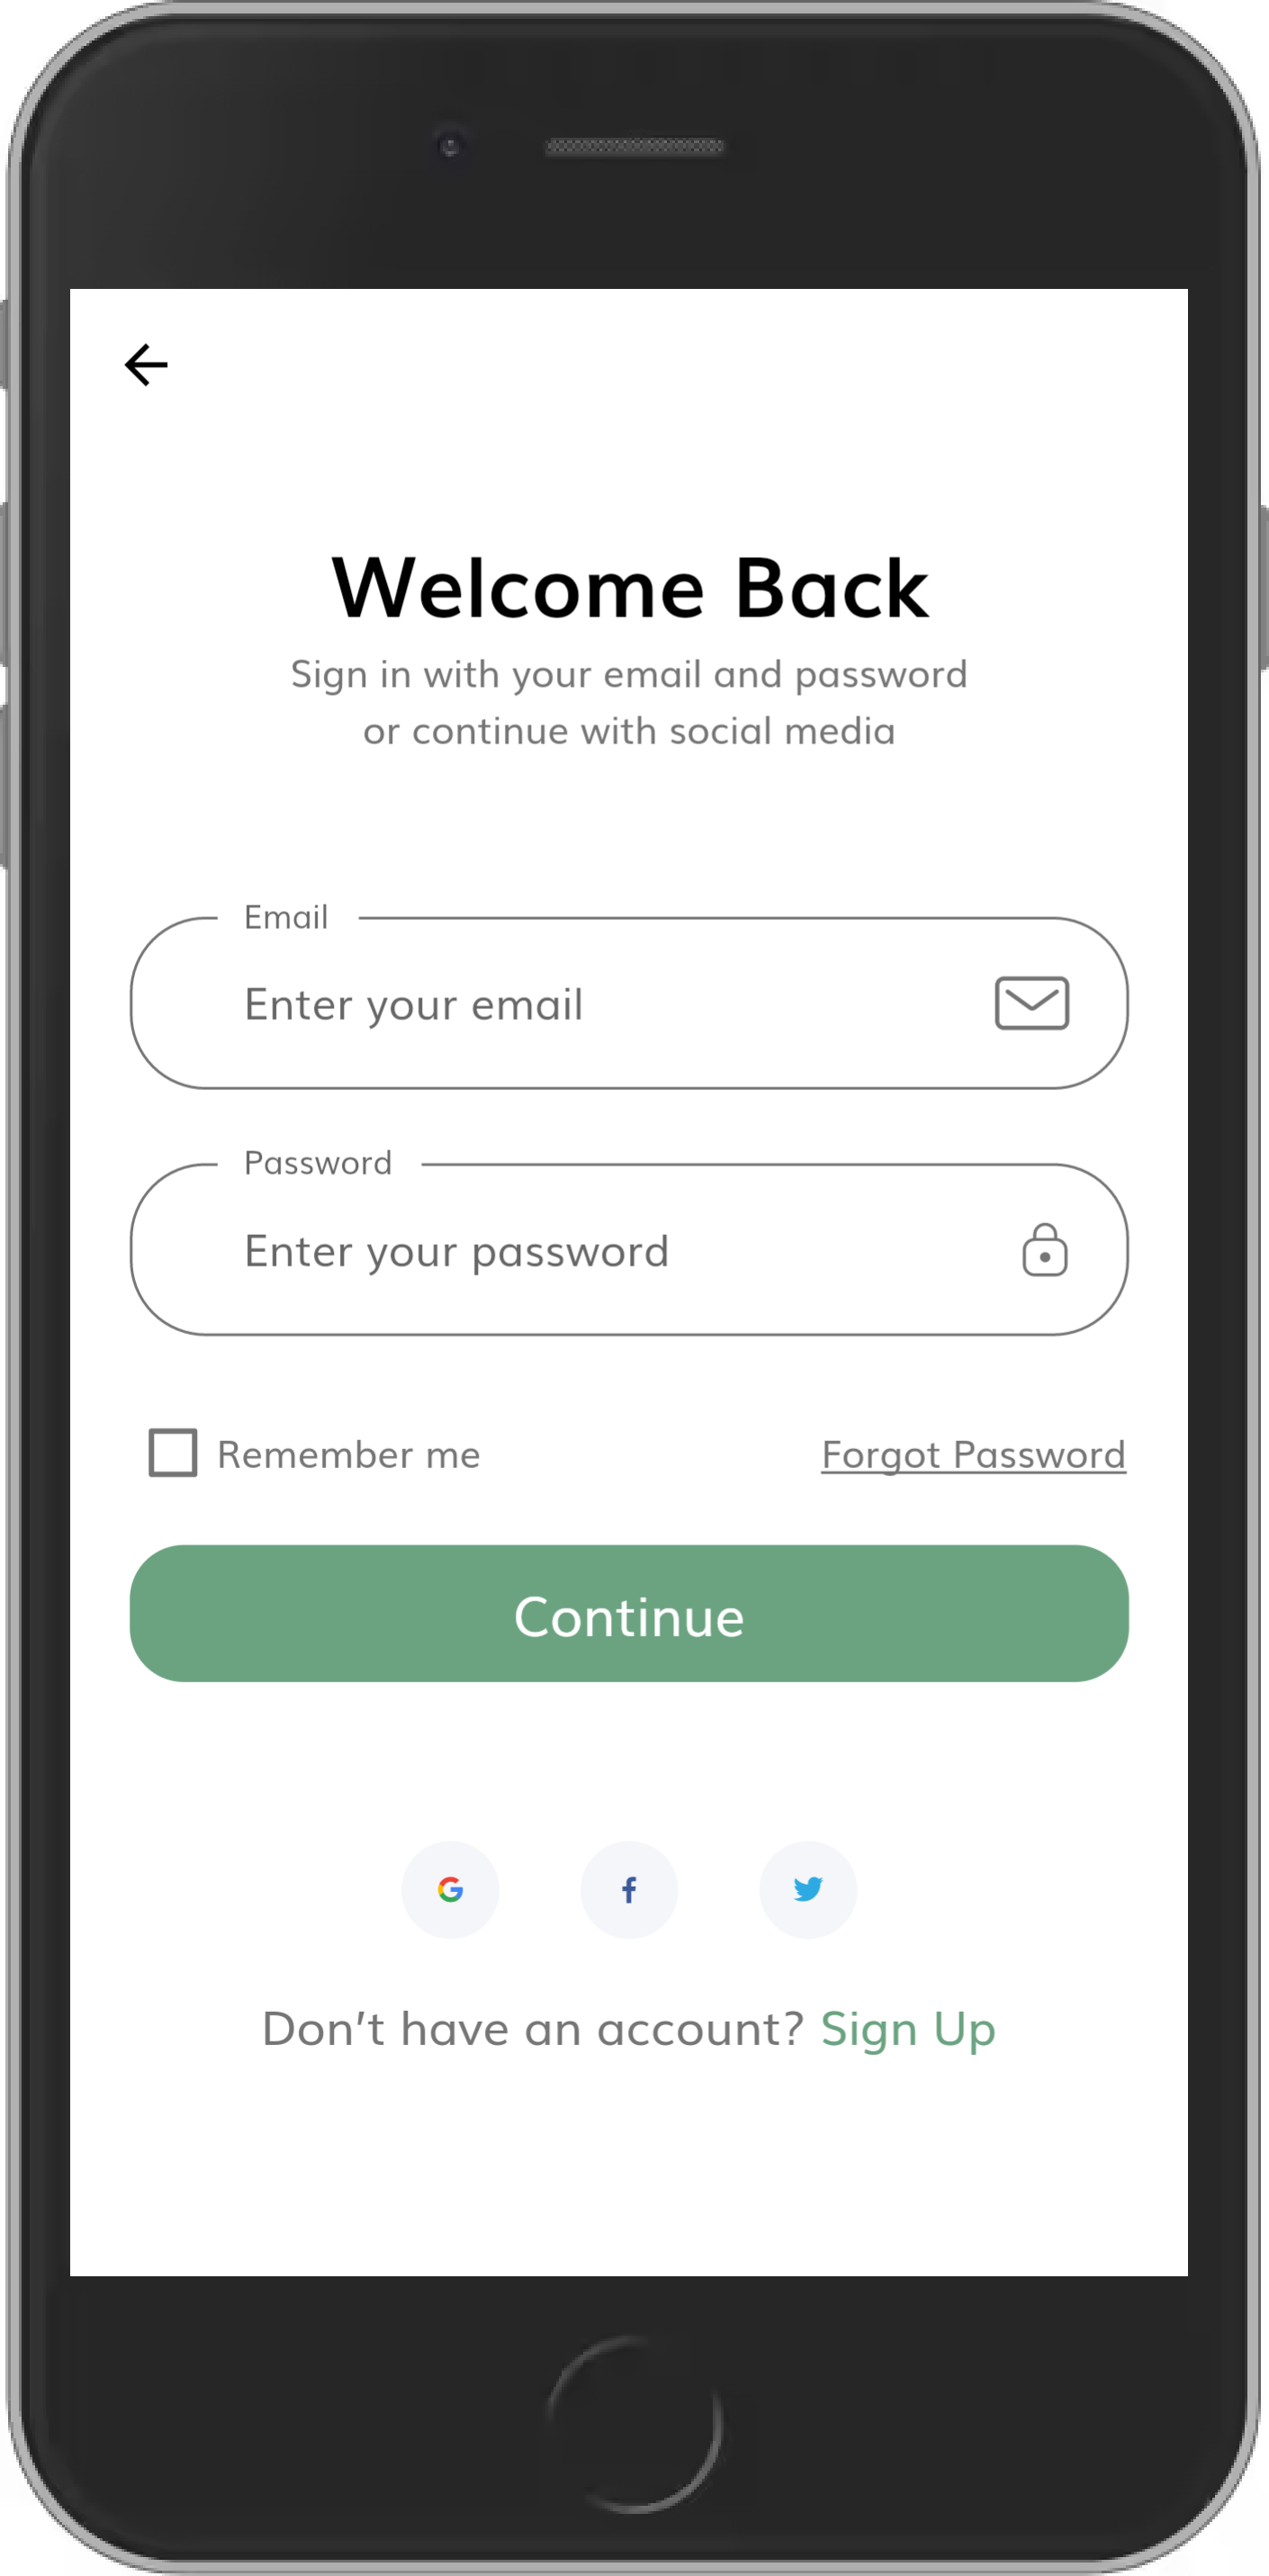 Welcome Back
Sign in with your email and password
or continue with social media
Email
Enter your email
Password
Enter your password
Remember me Forgot Password
Continue
Don't have an account? Sign Up